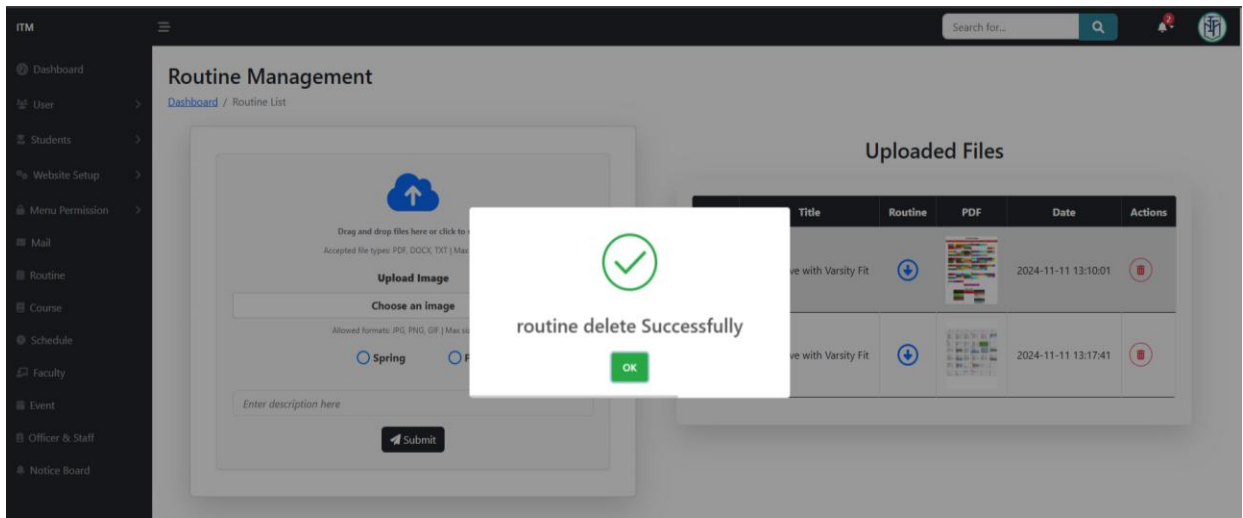 ITM
Search for...
2
Dashboard
User
Students
Website Setup
Menu Permission
Mail
Routine
Course
Schedule
Faculty
Event
Officer & Staff
Notice Board
Routine Management
Dashboard / Routine List
Drag and drop files here or click to
Accepted file types: PDF, DOCX, TXT | Max
Upload Image
Choose an image
Allowed formats: JPG, PNG, GIF | Max
Spring
Enter description here
Submit
routine delete Successfully
OK
Uploaded Files
Title Routine PDF Date Actions
with Varsity Fit 2024-11-11 13:10:01
with Varsity Fit 2024-11-11 13:17:41